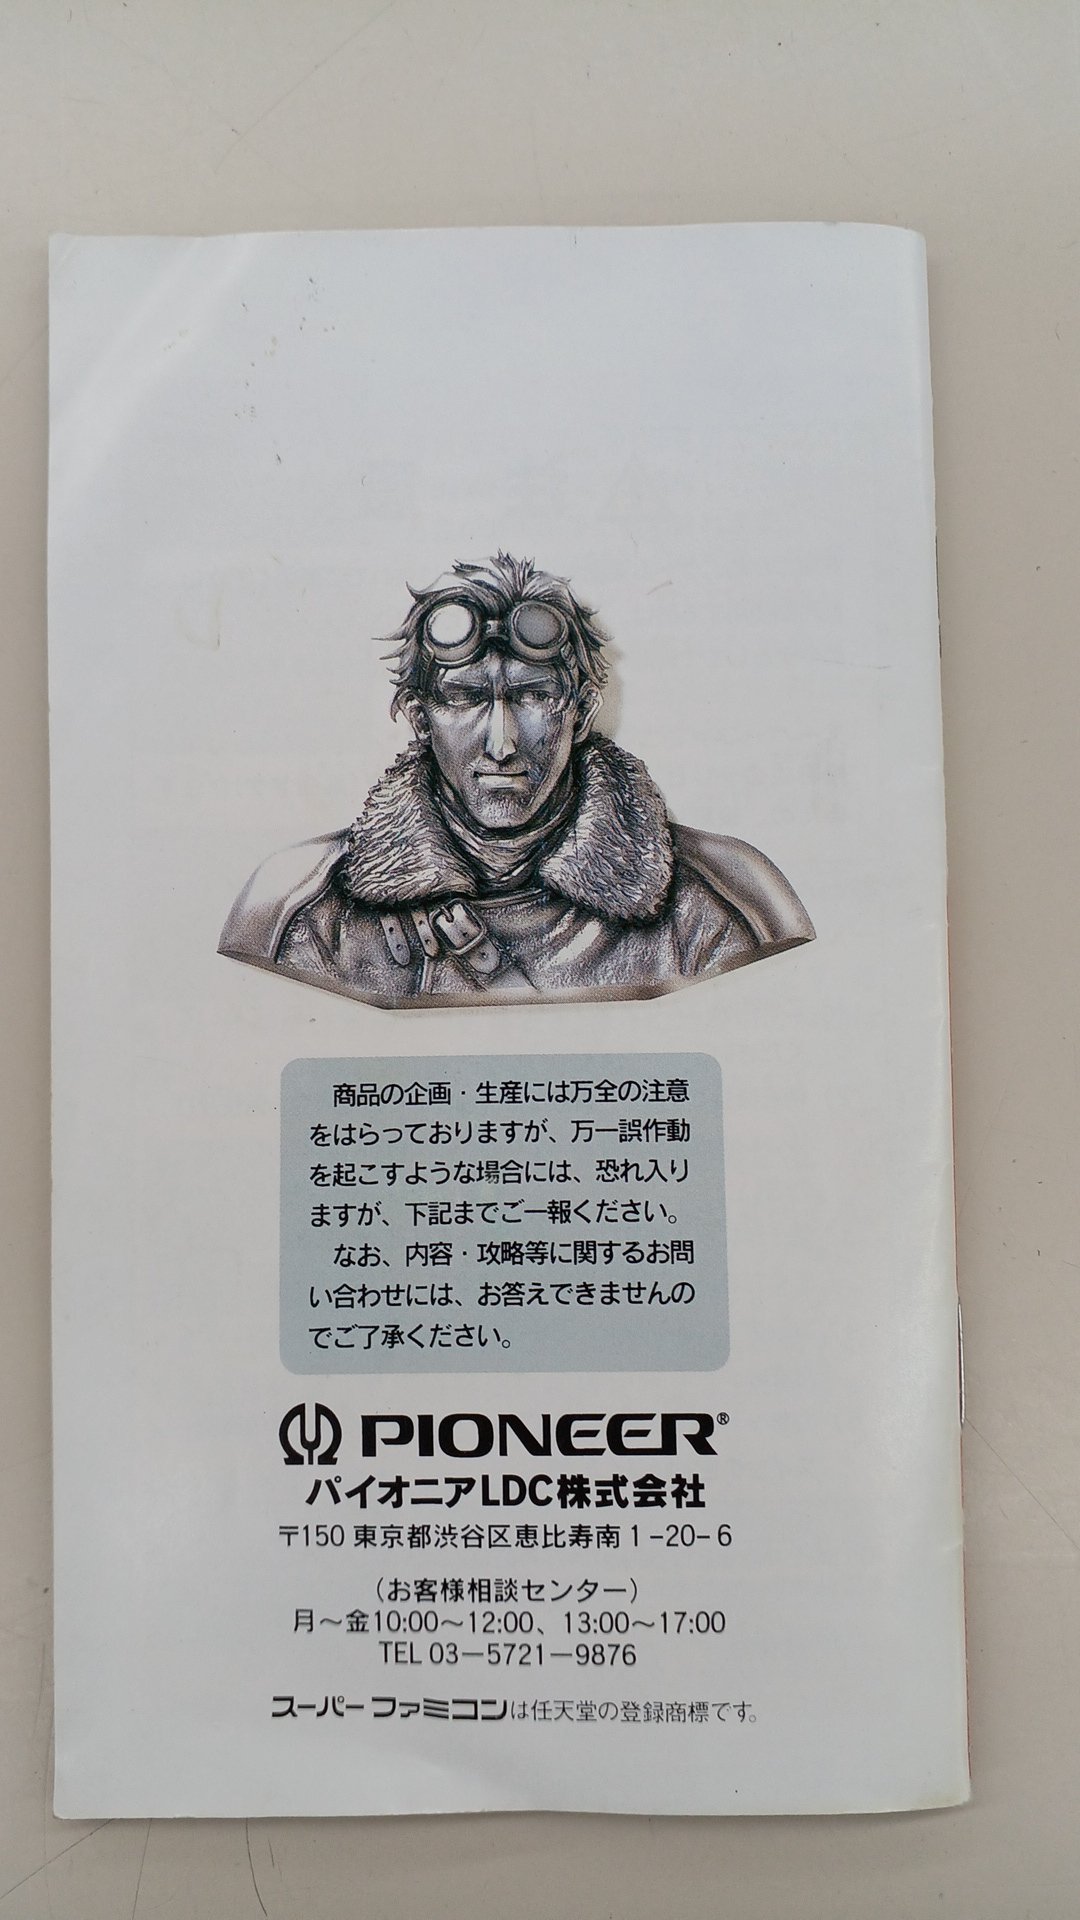 商品の企画・生産には万全の注意
をはらっておりますが、万一誤作動
を起こすような場合には、恐れ入り
ますが、下記までご一報ください。
なお、内容・攻略等に関するお問
い合わせには、お答えできませんの
でご了承ください。
PIONEER®
パイオニアLDC株式会社
〒150 東京都渋谷区恵比寿南1-20-6
（お客様相談センター）
月～金10:00～12:00、13:00～17:00
TEL 03－5721－9876
スーパーファミコンは任天堂の登録商標です。